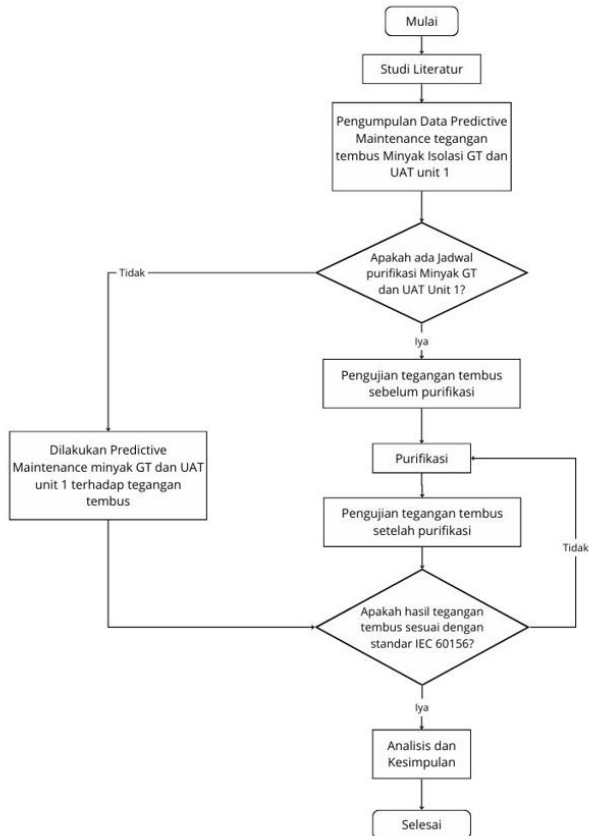 Mulai
Studi Literatur
Pengumpulan Data Predictive
Maintenance tegangan
tembus Minyak Isolasi GT dan
UAT unit 1
Apakah ada Jadwal
purifikasi Minyak GT
dan UAT Unit 1?
Tidak
Iya
Pengujian tegangan tembus
sebelum purifikasi
Dilakukan Predictive
Maintenance minyak GT dan UAT
unit 1 terhadap tegangan
tembus
Purifikasi
Pengujian tegangan tembus
setelah purifikasi
Tidak
Apakah hasil tegangan
tembus sesuai dengan
standar IEC 60156?
Iya
Analisis dan
Kesimpulan
Selesai